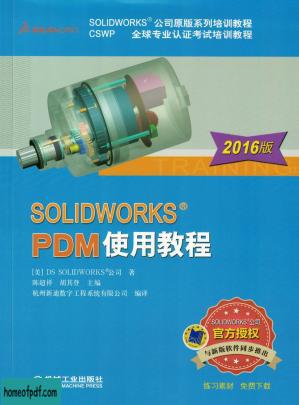 SOLIDWORKS
SOLIDWORKS® 公司原版系列培训教程
CSWP 全球专业认证考试培训教程
2016版
TRAINING
SOLIDWORKS®
PDM 使用教程
[美] DS SOLIDWORKS®公司 著
陈超祥 胡其登 主编
杭州新迪数字工程系统有限公司 编译
SOLIDWORKS®公司
官方授权
与新版软件同步推出
机械工业出版社
CHINA MACHINE PRESS
练习素材 免费下载
homeofpdf.com